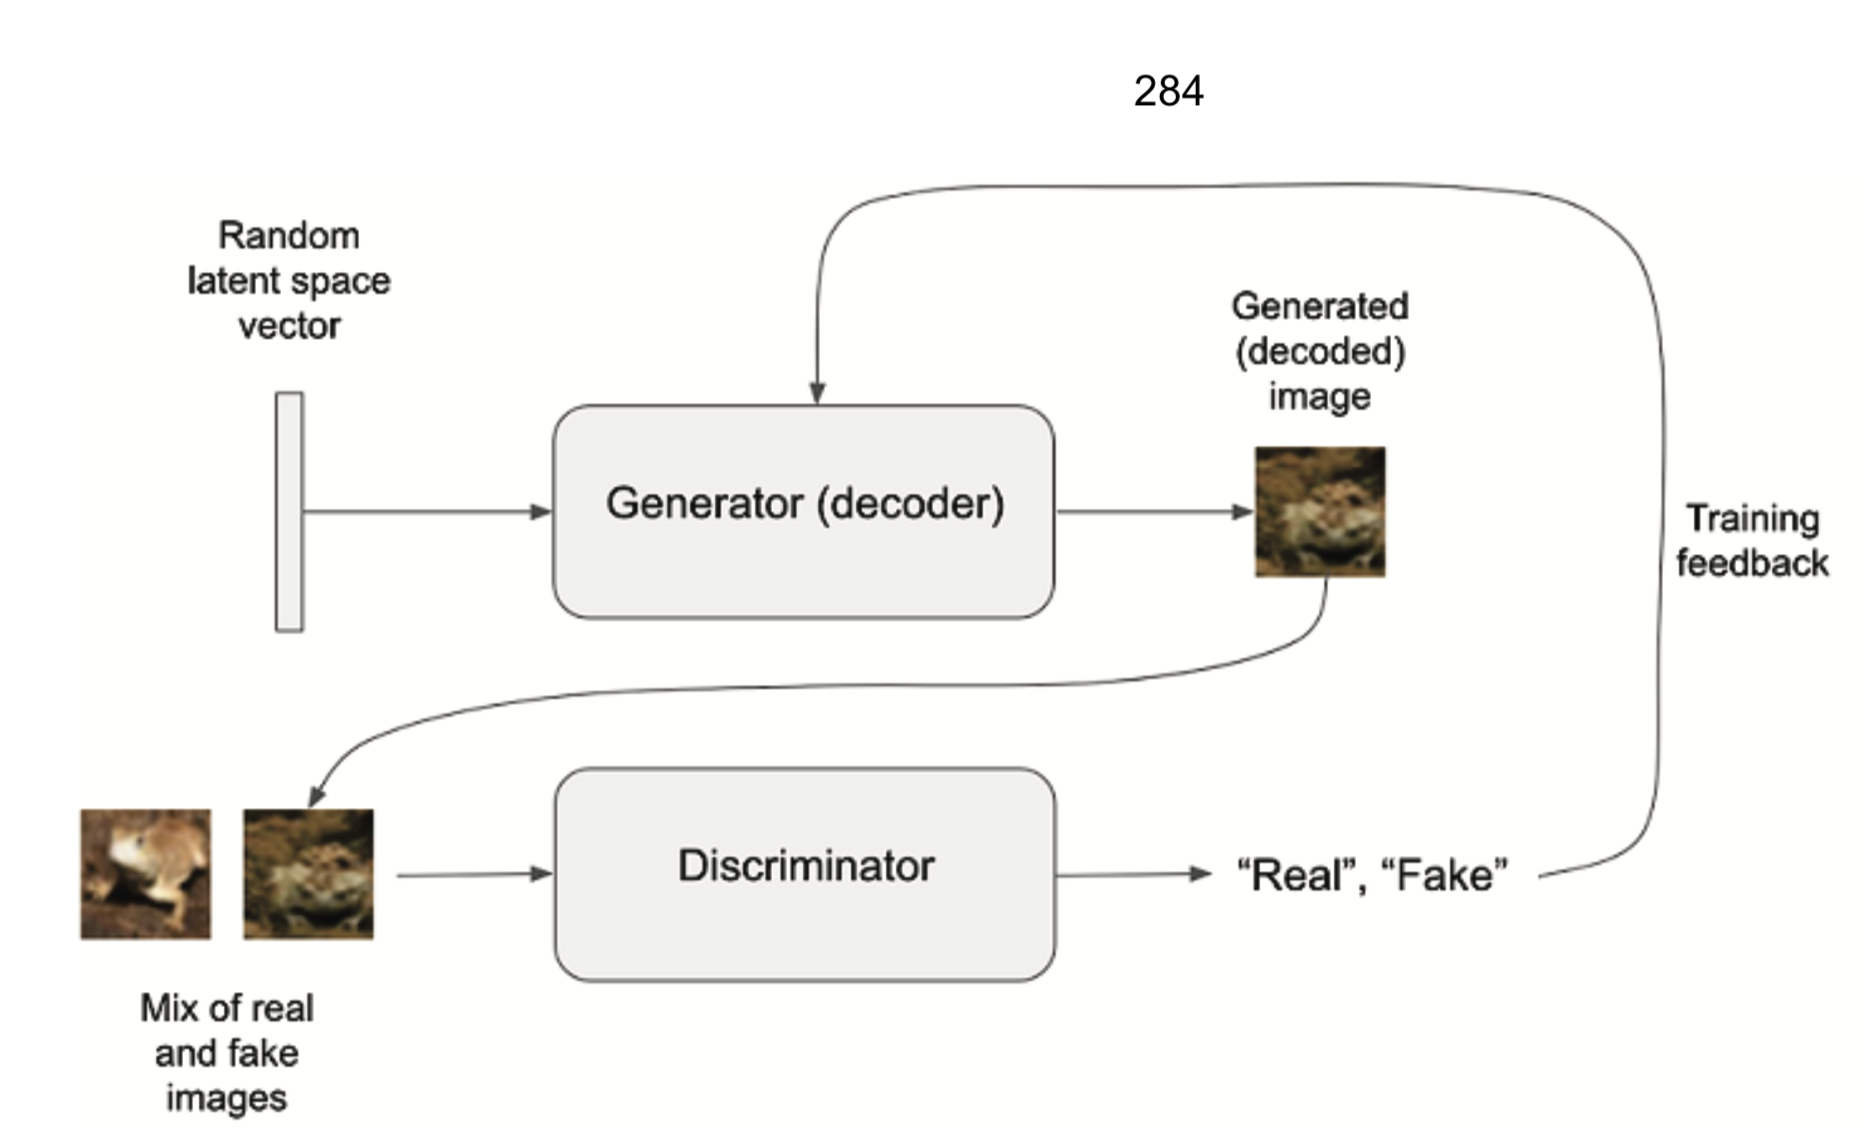 284
Random
latent space
vector
Generator (decoder)
Generated
(decoded)
image
Training
feedback
Discriminator
“Real”, “Fake”
Mix of real
and fake
images